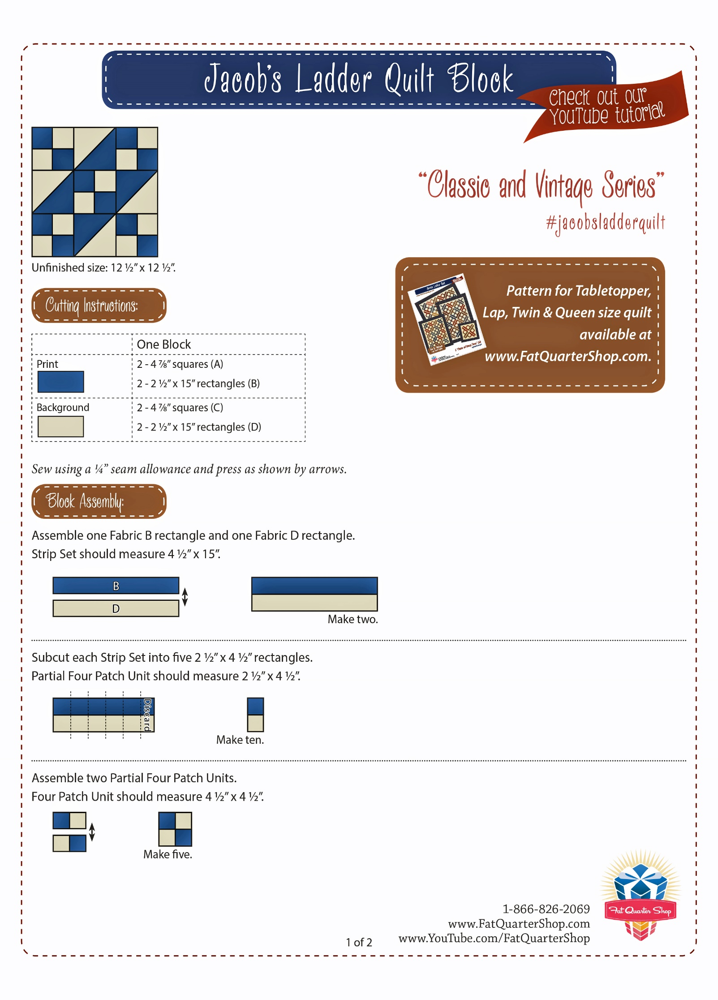 Jacob's Ladder Quilt Block
Check out our
YouTube tutorial
"Classic and Vintage Series"
#jacobsladderquilt
Unfinished size: 12 ½" x 12 ½".
Pattern for Tabletopper,
Lap, Twin & Queen size quilt
available at
www.FatQuarterShop.com.
Cutting Instructions:
One Block
Print
2 - 4 ⅞" squares (A)
2 - 2 ½" x 15" rectangles (B)
Background
2 - 4 ⅞" squares (C)
2 - 2 ½" x 15" rectangles (D)
Sew using a ¼" seam allowance and press as shown by arrows.
Block Assembly:
Assemble one Fabric B rectangle and one Fabric D rectangle.
Strip Set should measure 4 ½" x 15".
B
D
Make two.
Subcut each Strip Set into five 2 ½" x 4 ½" rectangles.
Partial Four Patch Unit should measure 2 ½" x 4 ½".
Discard
Make ten.
Assemble two Partial Four Patch Units.
Four Patch Unit should measure 4 ½" x 4 ½".
Make five.
1-866-826-2069
www.FatQuarterShop.com
www.YouTube.com/FatQuarterShop
Fat Quarter Shop
1 of 2